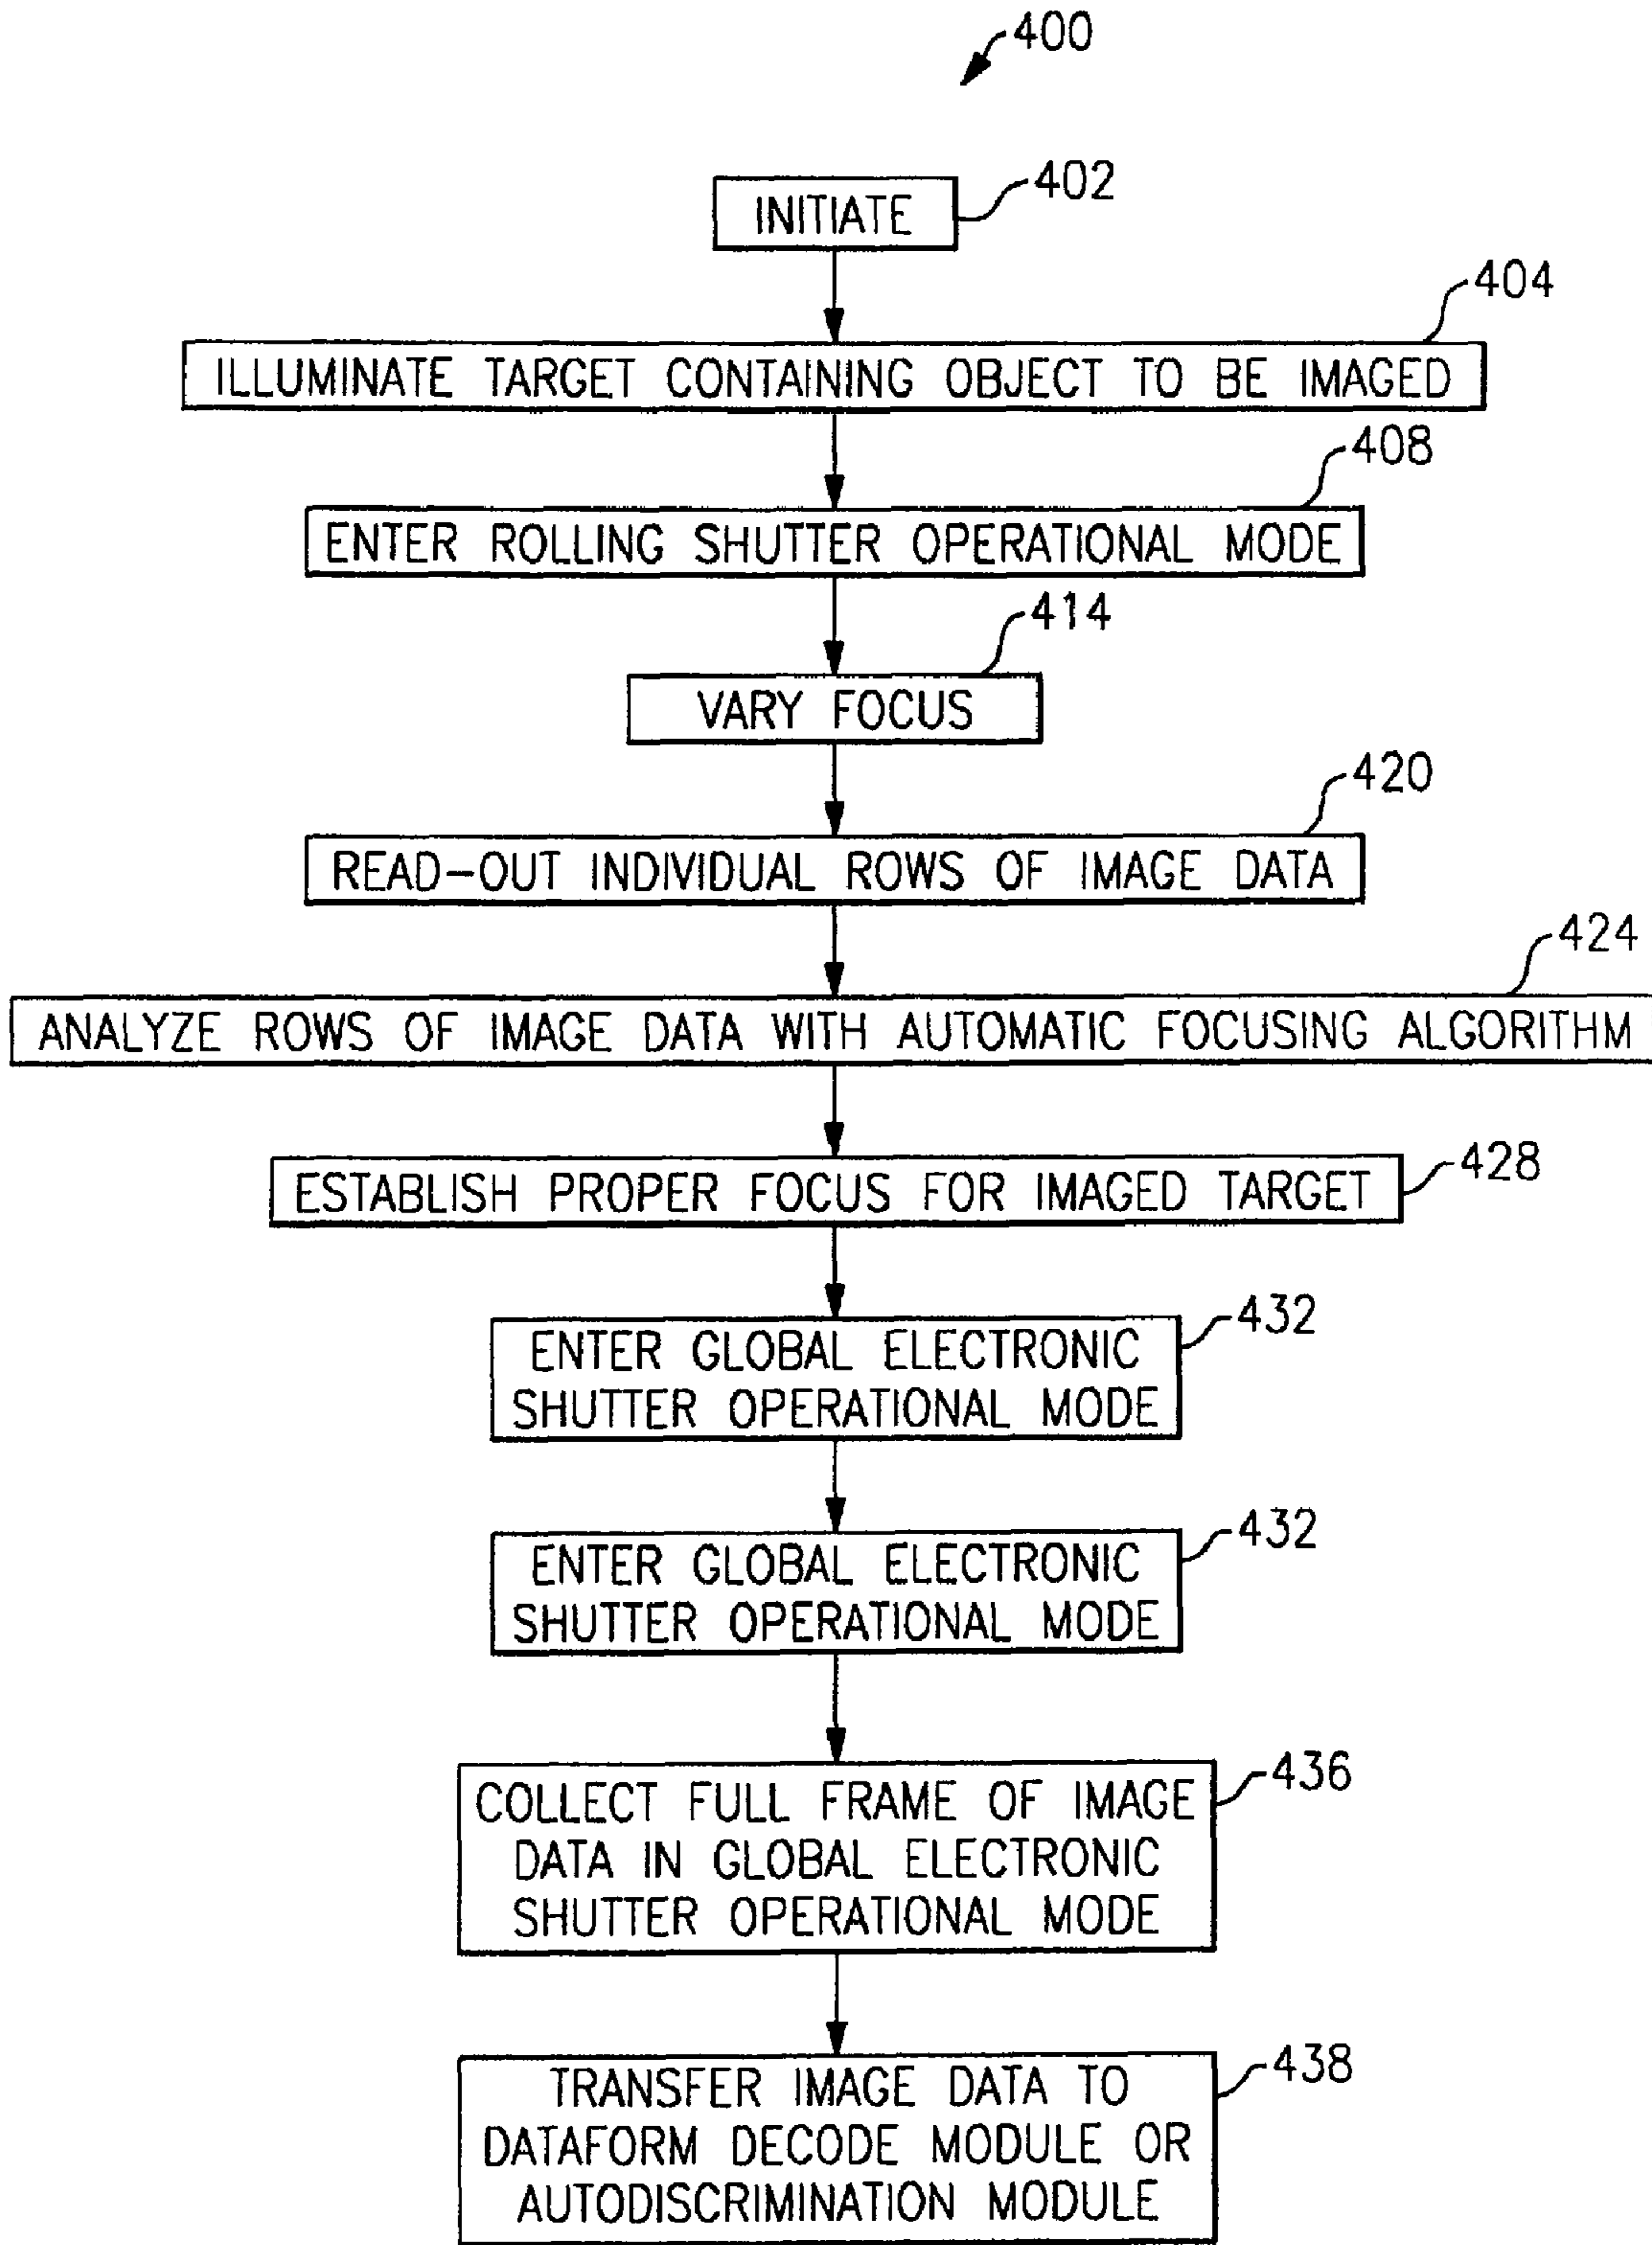 400
402
INITIATE
404
ILLUMINATE TARGET CONTAINING OBJECT TO BE IMAGED
408
ENTER ROLLING SHUTTER OPERATIONAL MODE
414
VARY FOCUS
420
READ-OUT INDIVIDUAL ROWS OF IMAGE DATA
424
ANALYZE ROWS OF IMAGE DATA WITH AUTOMATIC FOCUSING ALGORITHM
ESTABLISH PROPER FOCUS FOR IMAGED TARGET
428
432
ENTER GLOBAL ELECTRONIC
SHUTTER OPERATIONAL MODE
432
ENTER GLOBAL ELECTRONIC
SHUTTER OPERATIONAL MODE
436
COLLECT FULL FRAME OF IMAGE
DATA IN GLOBAL ELECTRONIC
SHUTTER OPERATIONAL MODE
438
TRANSFER IMAGE DATA TO
DATAFORM DECODE MODULE OR
AUTODISCRIMINATION MODULE